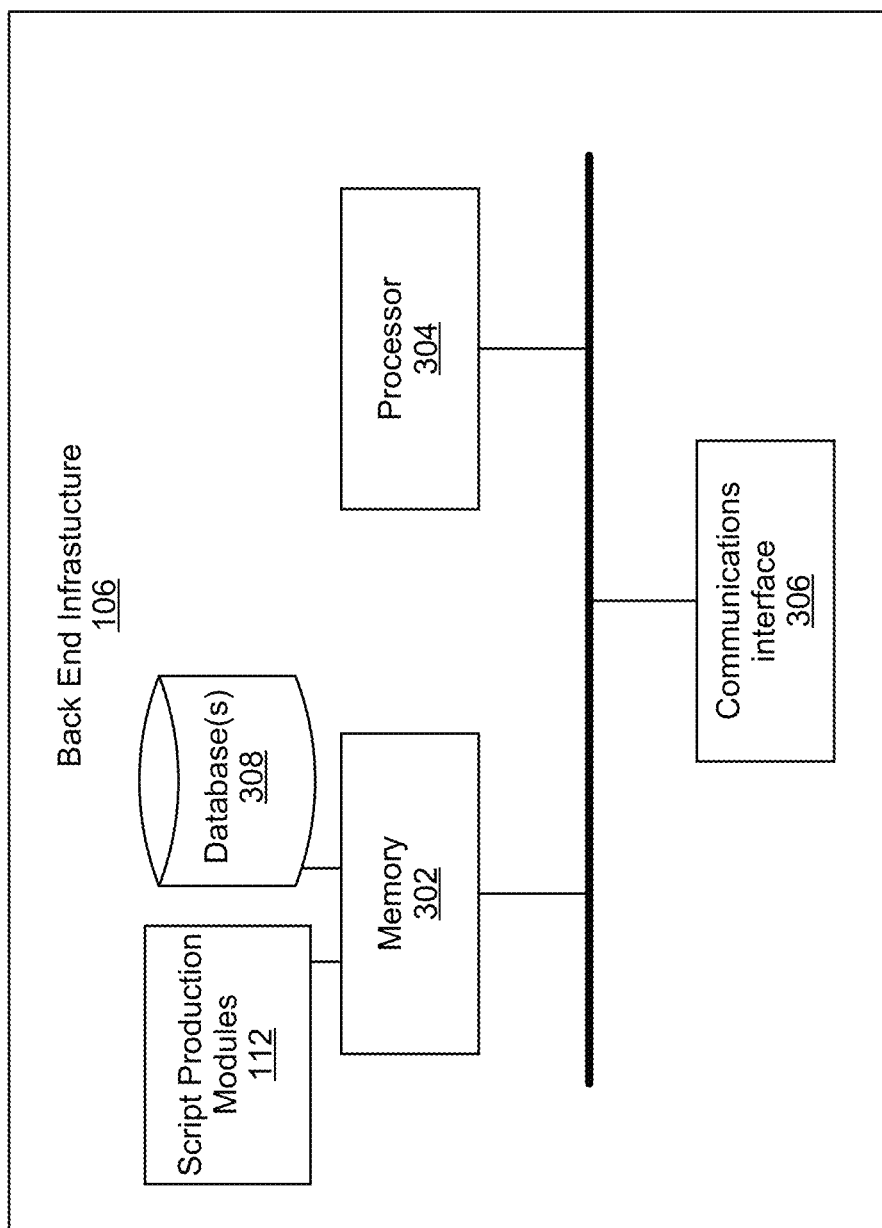 Back End Infrastucture
106
Script Production
Modules
112
Database(s)
308
Memory
302
Processor
304
Communications
interface
306